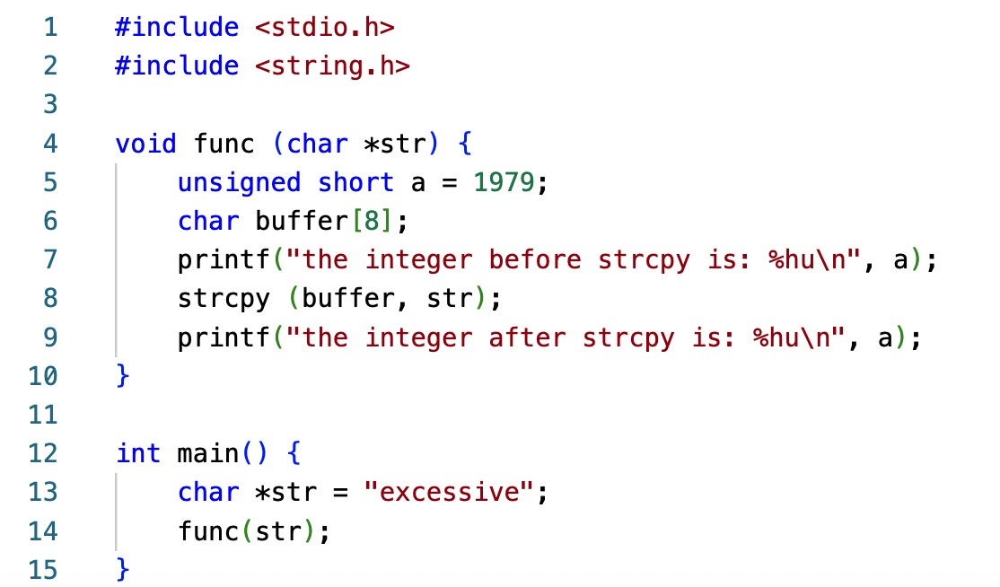 1 #include <stdio.h>
2 #include <string.h>
3
4 void func (char *str) {
5 unsigned short a = 1979;
6 char buffer[8];
7 printf("the integer before strcpy is: %hu\n", a);
8 strcpy (buffer, str);
9 printf("the integer after strcpy is: %hu\n", a);
10 }
11
12 int main() {
13 char *str = "excessive";
14 func(str);
15 }